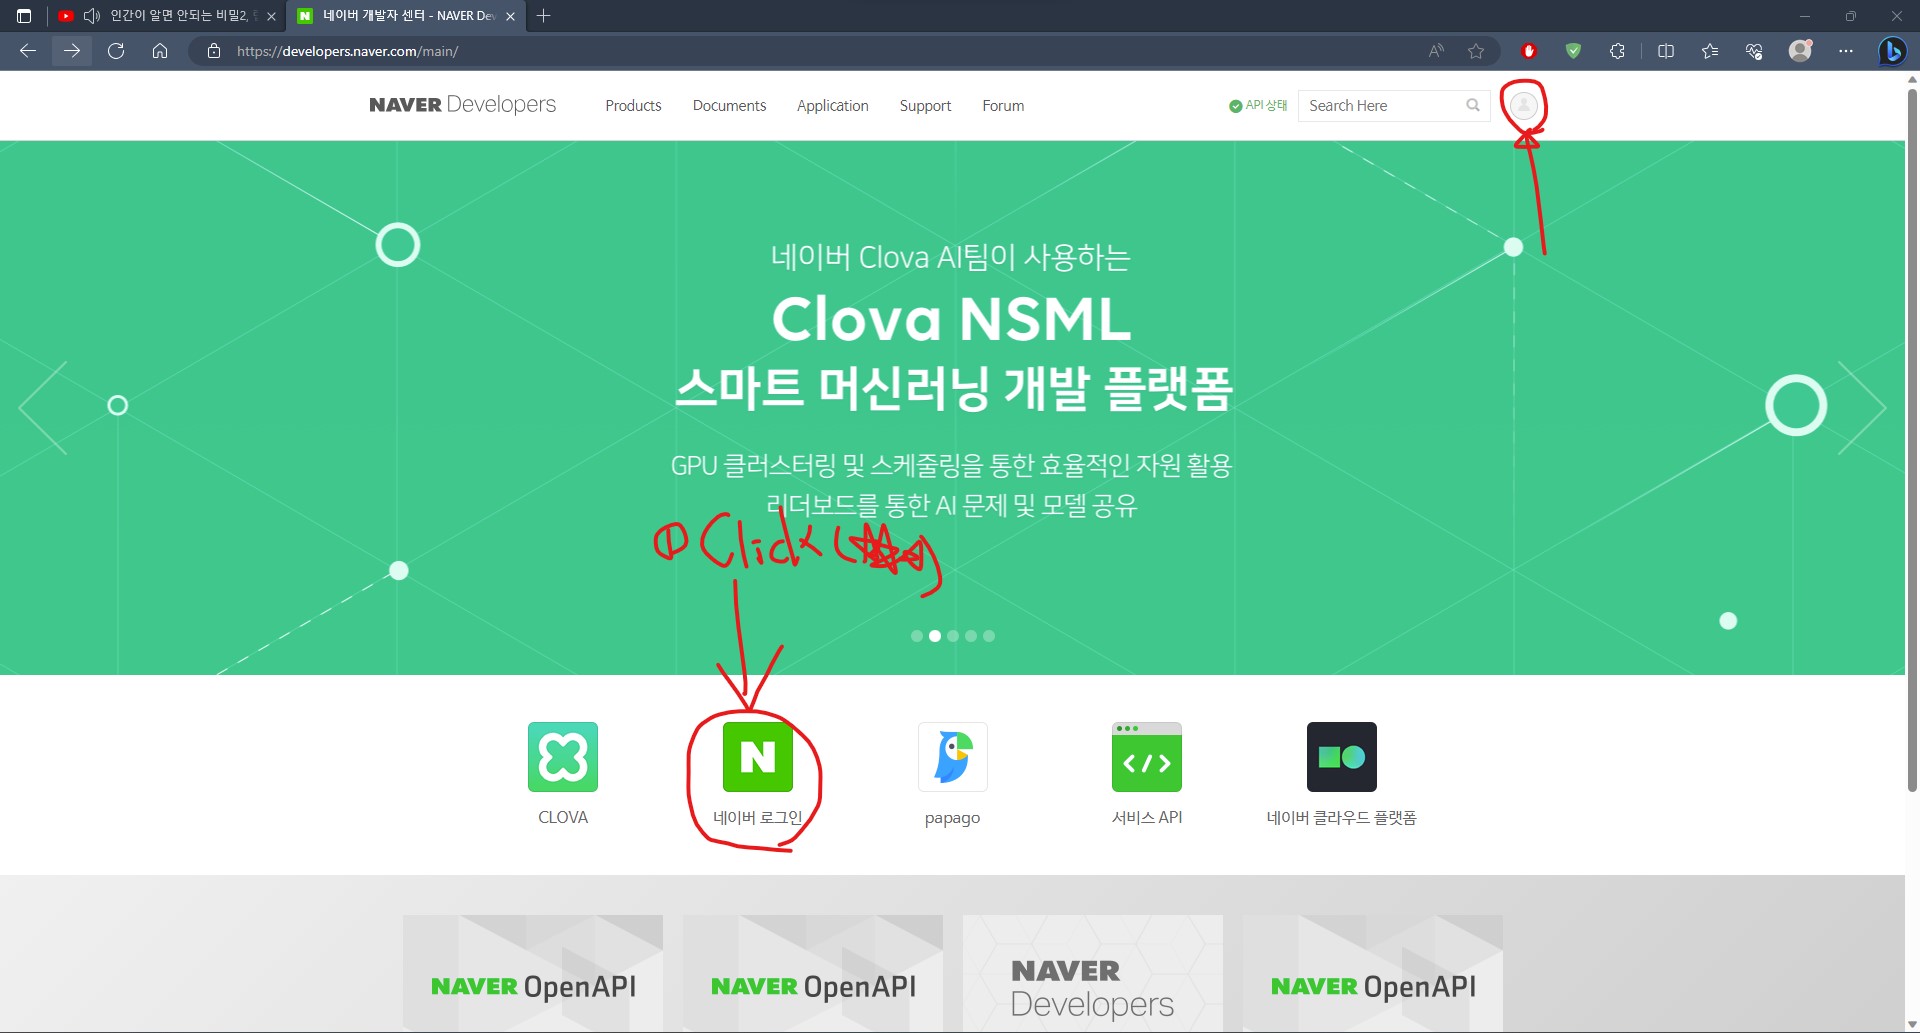 인간이 알면 안되는 비밀2,
네이버 개발자 센터 - NAVER Dev
https://developers.naver.com/main/
NAVER Developers
Products
Documents
Application
Support
Forum
API 상태
Search Here
네이버 Clova AI팀이 사용하는
Clova NSML
스마트 머신러닝 개발 플랫폼
GPU 클러스터링 및 스케줄링을 통한 효율적인 자원 활용
리더보드를 통한 AI 문제 및 모델 공유
① Click
CLOVA
네이버 로그인
papago
서비스 API
네이버 클라우드 플랫폼
NAVER OpenAPI
NAVER OpenAPI
NAVER
Developers
NAVER OpenAPI